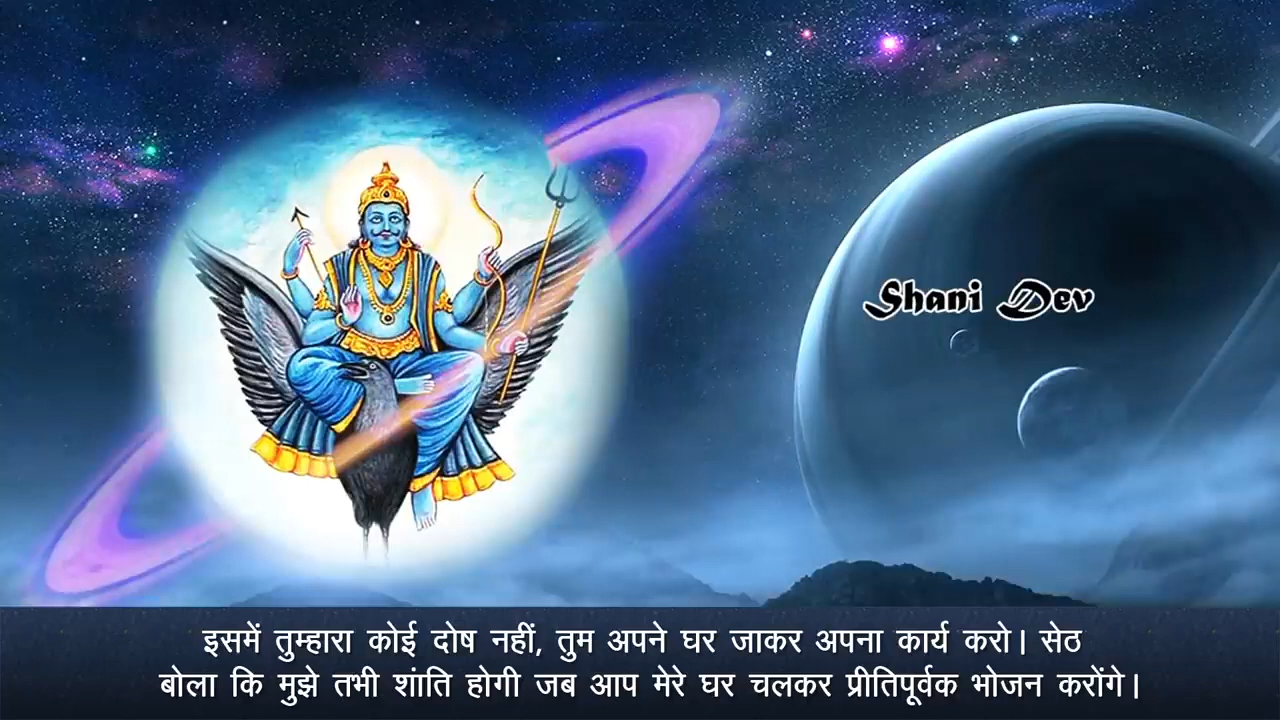 Shani Dev
इसमें तुम्हारा कोई दोष नहीं, तुम अपने घर जाकर अपना कार्य करो। सेठ
बोला कि मुझे तभी शांति होगी जब आप मेरे घर चलकर प्रीतिपूर्वक भोजन करोंगे।